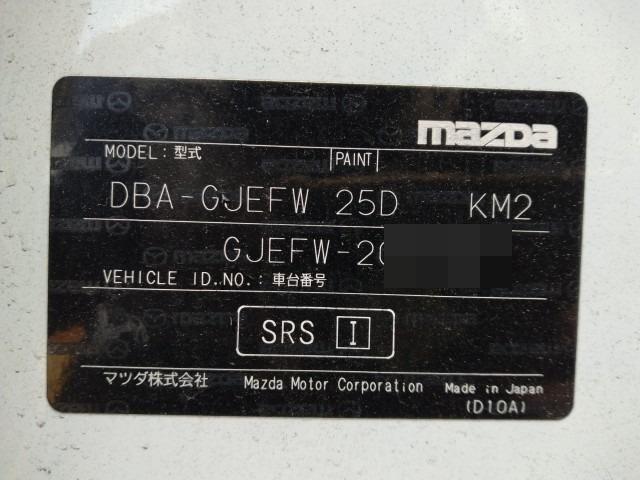 mazda
MODEL : 型式 PAINT
DBA-GJEFW 25D KM2
GJEFW-20
VEHICLE ID.NO. : 車台番号
SRS I
マツダ株式会社 Mazda Motor Corporation Made in Japan
(D10A)